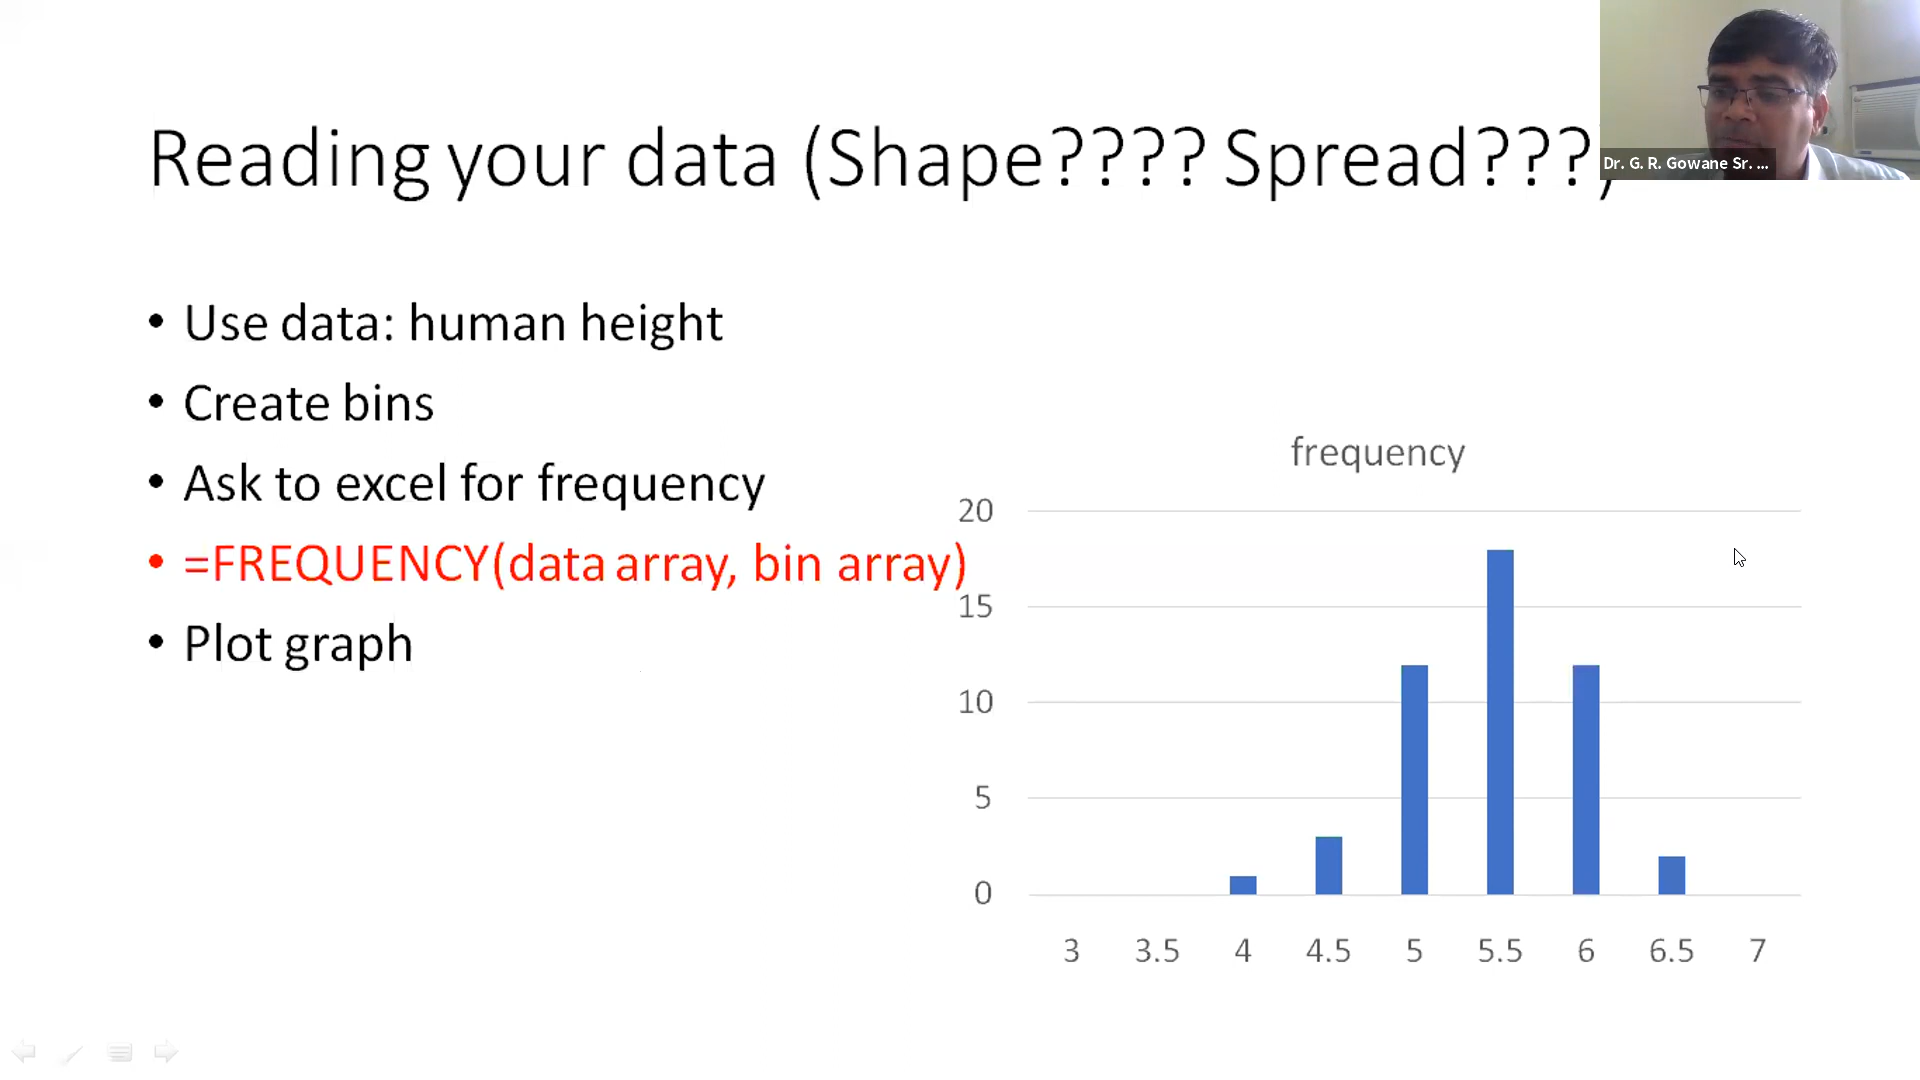 Reading your data (Shape???? Spread???)
Dr. G. R. Gowane Sr. ...
• Use data: human height
• Create bins
• Ask to excel for frequency
• =FREQUENCY(data array, bin array)
• Plot graph
frequency
20
15
10
5
0
3 3.5 4 4.5 5 5.5 6 6.5 7